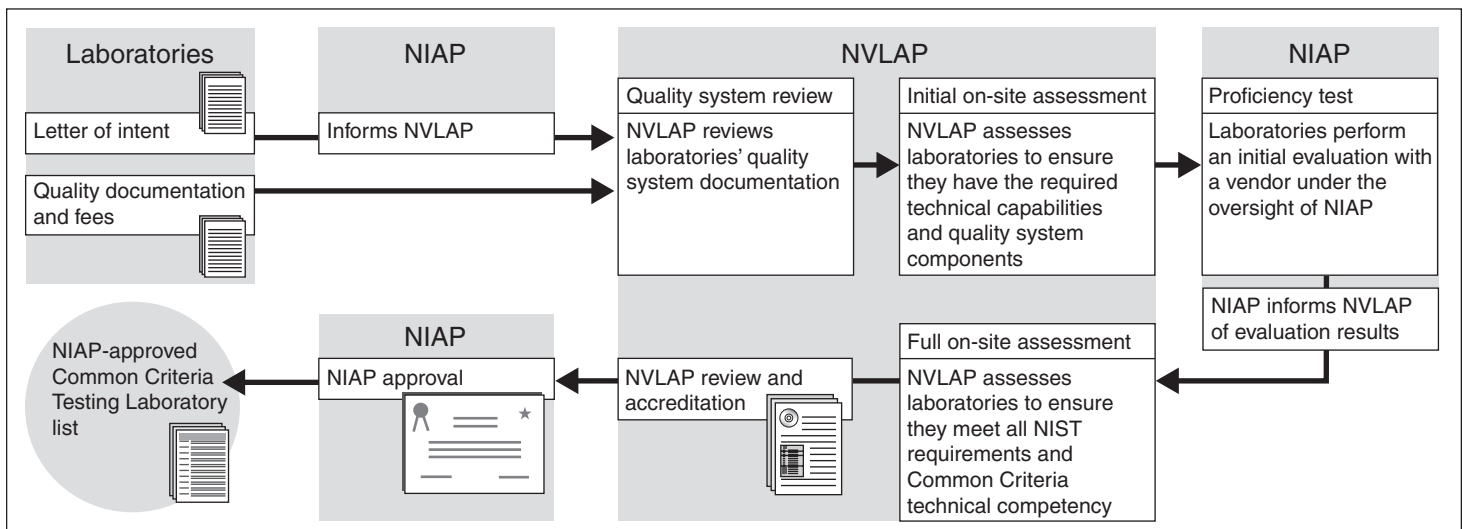 Laboratories
NIAP
NVLAP
NIAP
Letter of intent
Informs NVLAP
Quality documentation
and fees
Quality system review
NVLAP reviews
laboratories' quality
system documentation
Initial on-site assessment
NVLAP assesses
laboratories to ensure
they have the required
technical capabilities
and quality system
components
Proficiency test
Laboratories perform
an initial evaluation with
a vendor under the
oversight of NIAP
NIAP informs NVLAP
of evaluation results
Full on-site assessment
NVLAP assesses
laboratories to ensure
they meet all NIST
requirements and
Common Criteria
technical competency
NVLAP review and
accreditation
NIAP
NIAP approval
NIAP-approved
Common Criteria
Testing Laboratory
list